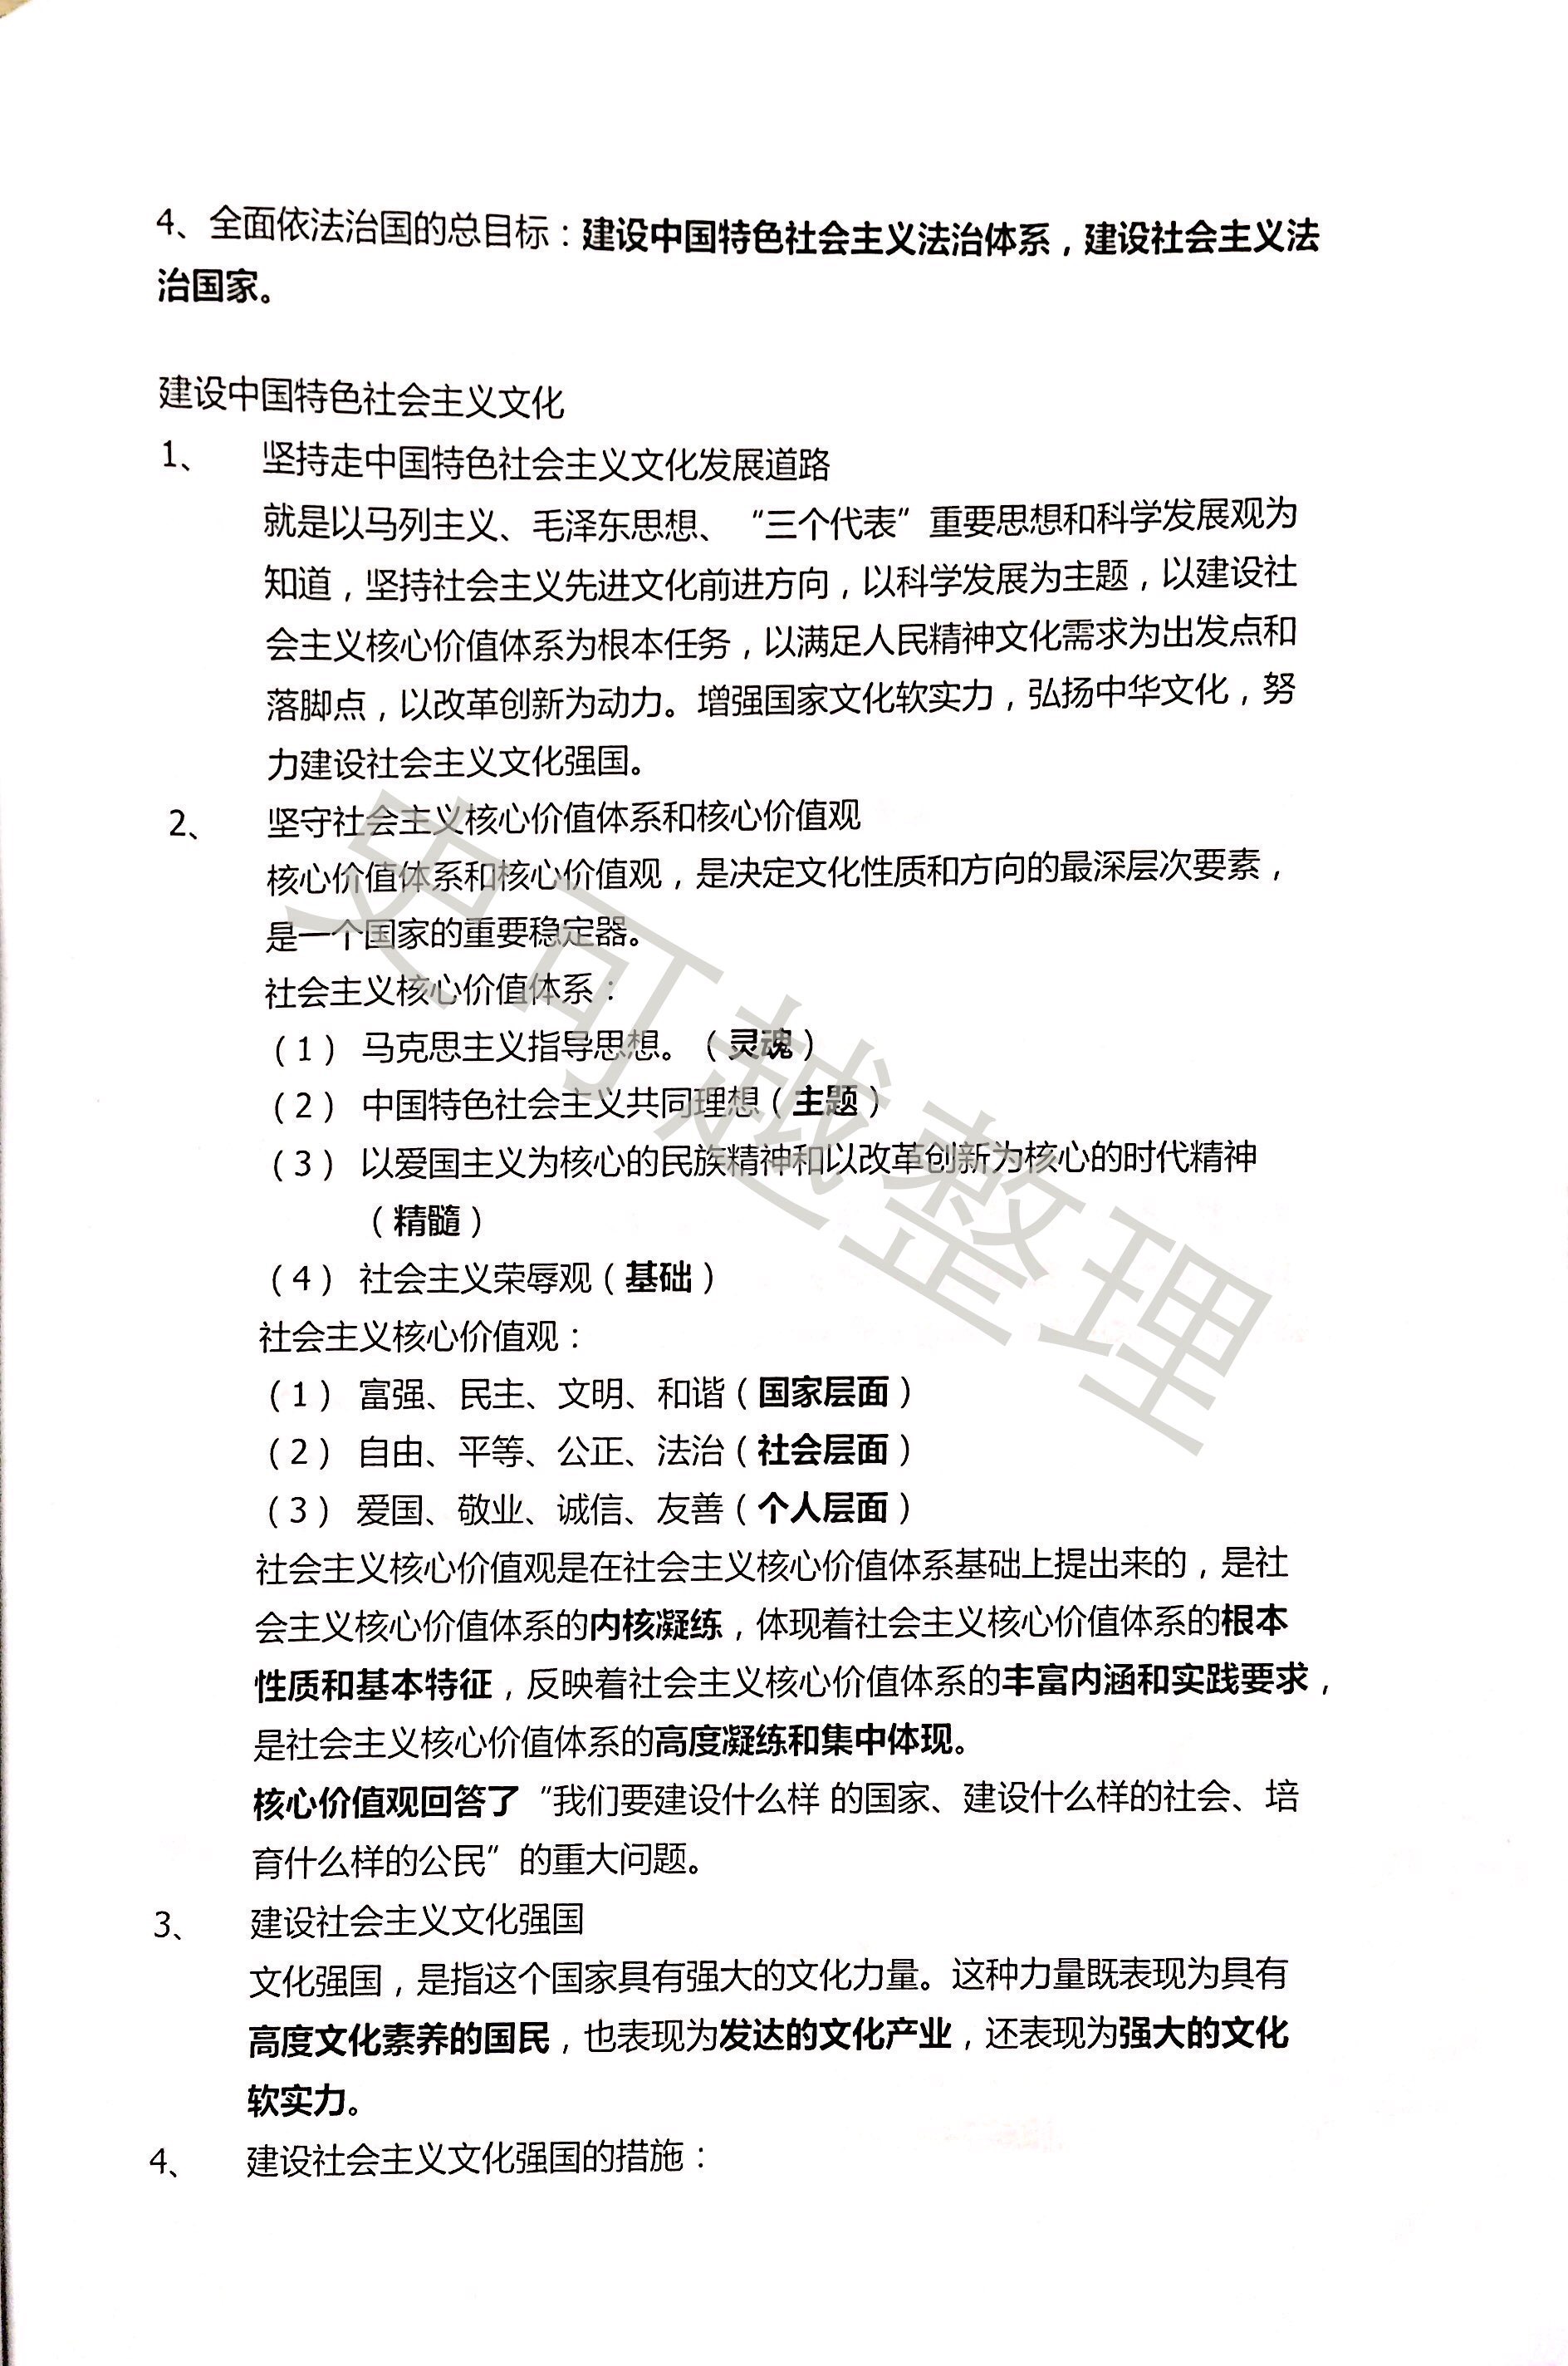 4、全面依法治国的总目标：建设中国特色社会主义法治体系，建设社会主义法
治国家。
建设中国特色社会主义文化
1、 坚持走中国特色社会主义文化发展道路
就是以马列主义、毛泽东思想、“三个代表”重要思想和科学发展观为
知道，坚持社会主义先进文化前进方向，以科学发展为主题，以建设社
会主义核心价值体系为根本任务，以满足人民精神文化需求为出发点和
落脚点，以改革创新为动力。增强国家文化软实力，弘扬中华文化，努
力建设社会主义文化强国。
2、 坚守社会主义核心价值体系和核心价值观
核心价值体系和核心价值观，是决定文化性质和方向的最深层次要素，
是一个国家的重要稳定器。
社会主义核心价值体系：
（1） 马克思主义指导思想。（灵魂）
（2） 中国特色社会主义共同理想（主题）
（3） 以爱国主义为核心的民族精神和以改革创新为核心的时代精神
（精髓）
（4） 社会主义荣辱观（基础）
社会主义核心价值观：
（1） 富强、民主、文明、和谐（国家层面）
（2） 自由、平等、公正、法治（社会层面）
（3） 爱国、敬业、诚信、友善（个人层面）
社会主义核心价值观是在社会主义核心价值体系基础上提出来的，是社
会主义核心价值体系的内核凝练，体现着社会主义核心价值体系的根本
性质和基本特征，反映着社会主义核心价值体系的丰富内涵和实践要求，
是社会主义核心价值体系的高度凝练和集中体现。
核心价值观回答了“我们要建设什么样 的国家、建设什么样的社会、培
育什么样的公民”的重大问题。
3、 建设社会主义文化强国
文化强国，是指这个国家具有强大的文化力量。这种力量既表现为具有
高度文化素养的国民，也表现为发达的文化产业，还表现为强大的文化
软实力。
4、 建设社会主义文化强国的措施：
史可越整理